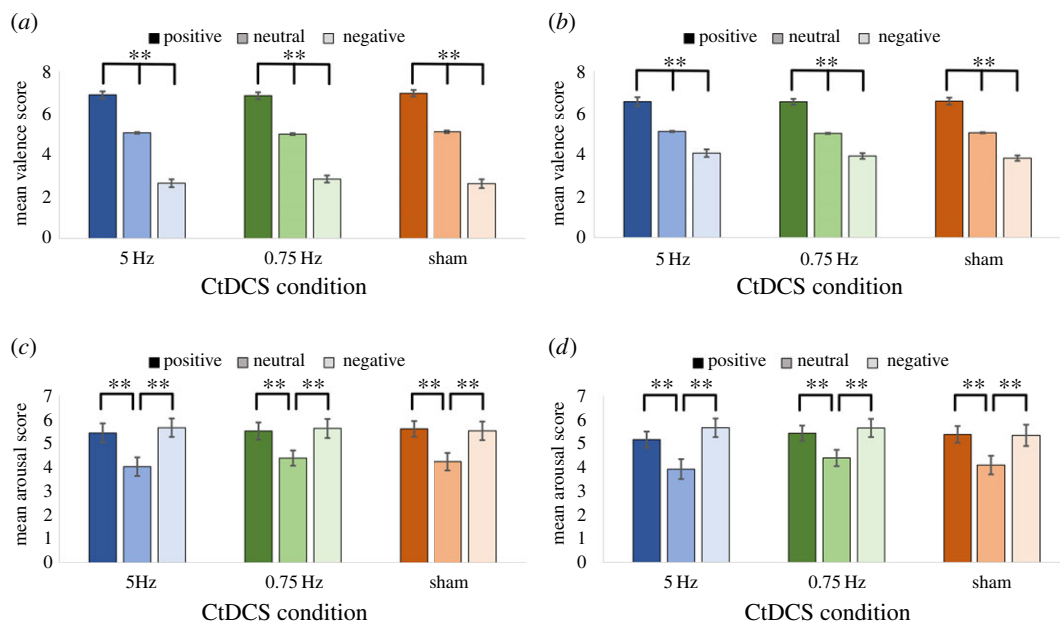 (a)
positive neutral negative
** ** **
8
6
4
2
0
mean valence score
5 Hz 0.75 Hz sham
CtDCS condition
(b)
positive neutral negative
** ** **
8
6
4
2
0
mean valence score
5 Hz 0.75 Hz sham
CtDCS condition
(c)
positive neutral negative
** ** ** ** ** **
7
6
5
4
3
2
1
0
mean arousal score
5Hz 0.75 Hz sham
CtDCS condition
(d)
positive neutral negative
** ** ** ** ** **
7
6
5
4
3
2
1
0
mean arousal score
5 Hz 0.75 Hz sham
CtDCS condition